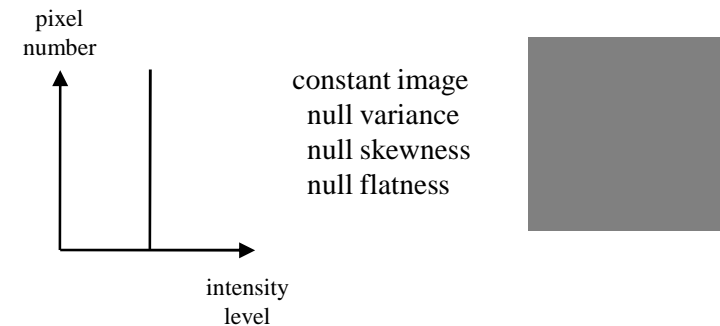 pixel
number
constant image
null variance
null skewness
null flatness
intensity
level